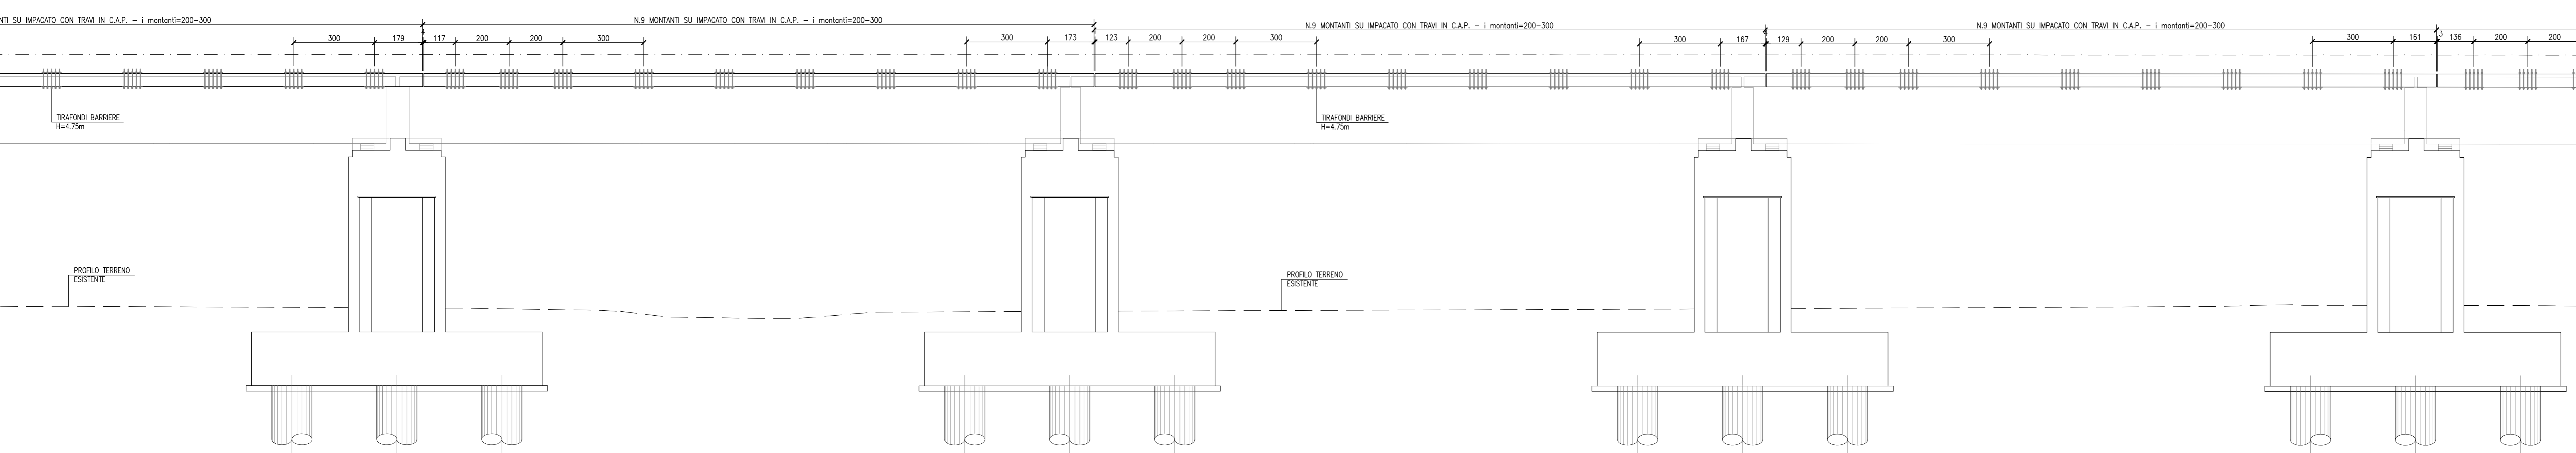 NTI SU IMPACATO CON TRAVI IN C.A.P. - i montanti=200-300
N.9 MONTANTI SU IMPACATO CON TRAVI IN C.A.P. - i montanti=200-300
N.9 MONTANTI SU IMPACATO CON TRAVI IN C.A.P. - i montanti=200-300
N.9 MONTANTI SU IMPACATO CON TRAVI IN C.A.P. - i montanti=200-300
300 179 4 117 200 200 300
300 173 123 200 200 300
300 167 129 200 200 300
300 161 3 136 200 200
TIRAFONDI BARRIERE
H=4.75m
TIRAFONDI BARRIERE
H=4.75m
PROFILO TERRENO
ESISTENTE
PROFILO TERRENO
ESISTENTE